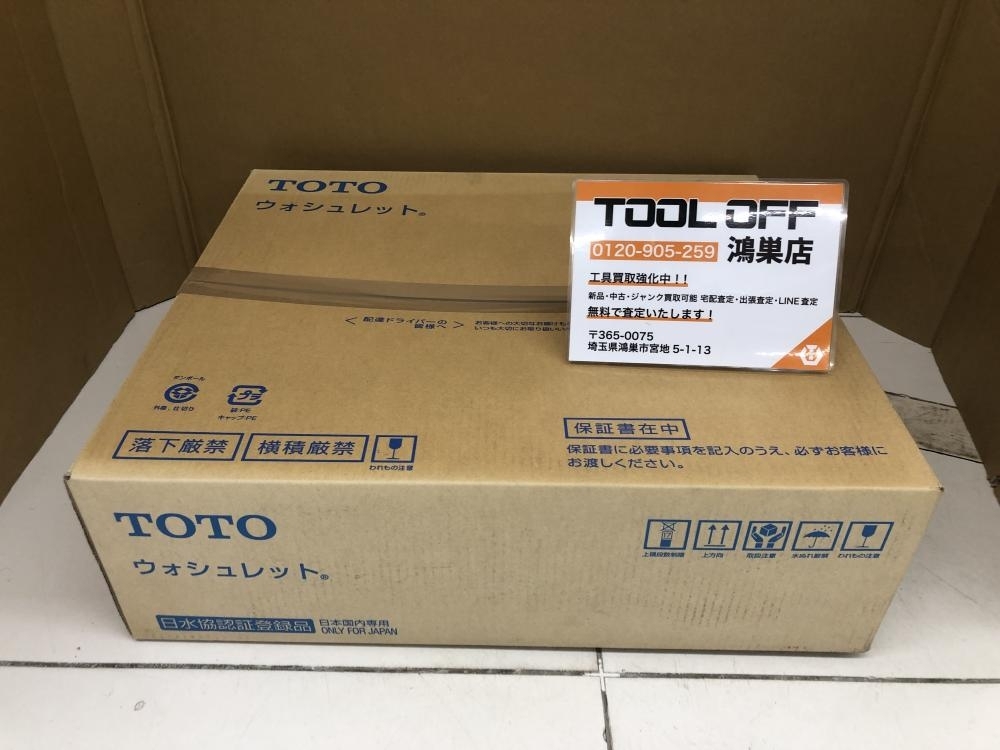 TOTO
ウォシュレット®
TOOL OFF
0120-905-259 鴻巣店
工具買取強化中!!
新品・中古・ジャンク買取可能 宅配査定・出張査定・LINE査定
無料で査定いたします!
〒365-0075
埼玉県鴻巣市宮地 5-1-13
< 配達ドライバーの
皆様へ >
ダンボール
外箱、仕切り
プラ
袋:PE
キャップ:PE
落下厳禁
横積厳禁
われもの注意
保証書在中
保証書に必要事項を記入のうえ、必ずお客様に
お渡しください。
TOTO
ウォシュレット®
上積段数制限
上方向
取扱注意
水ぬれ厳禁
われもの注意
日水協認証登録品
日本国内専用
ONLY FOR JAPAN